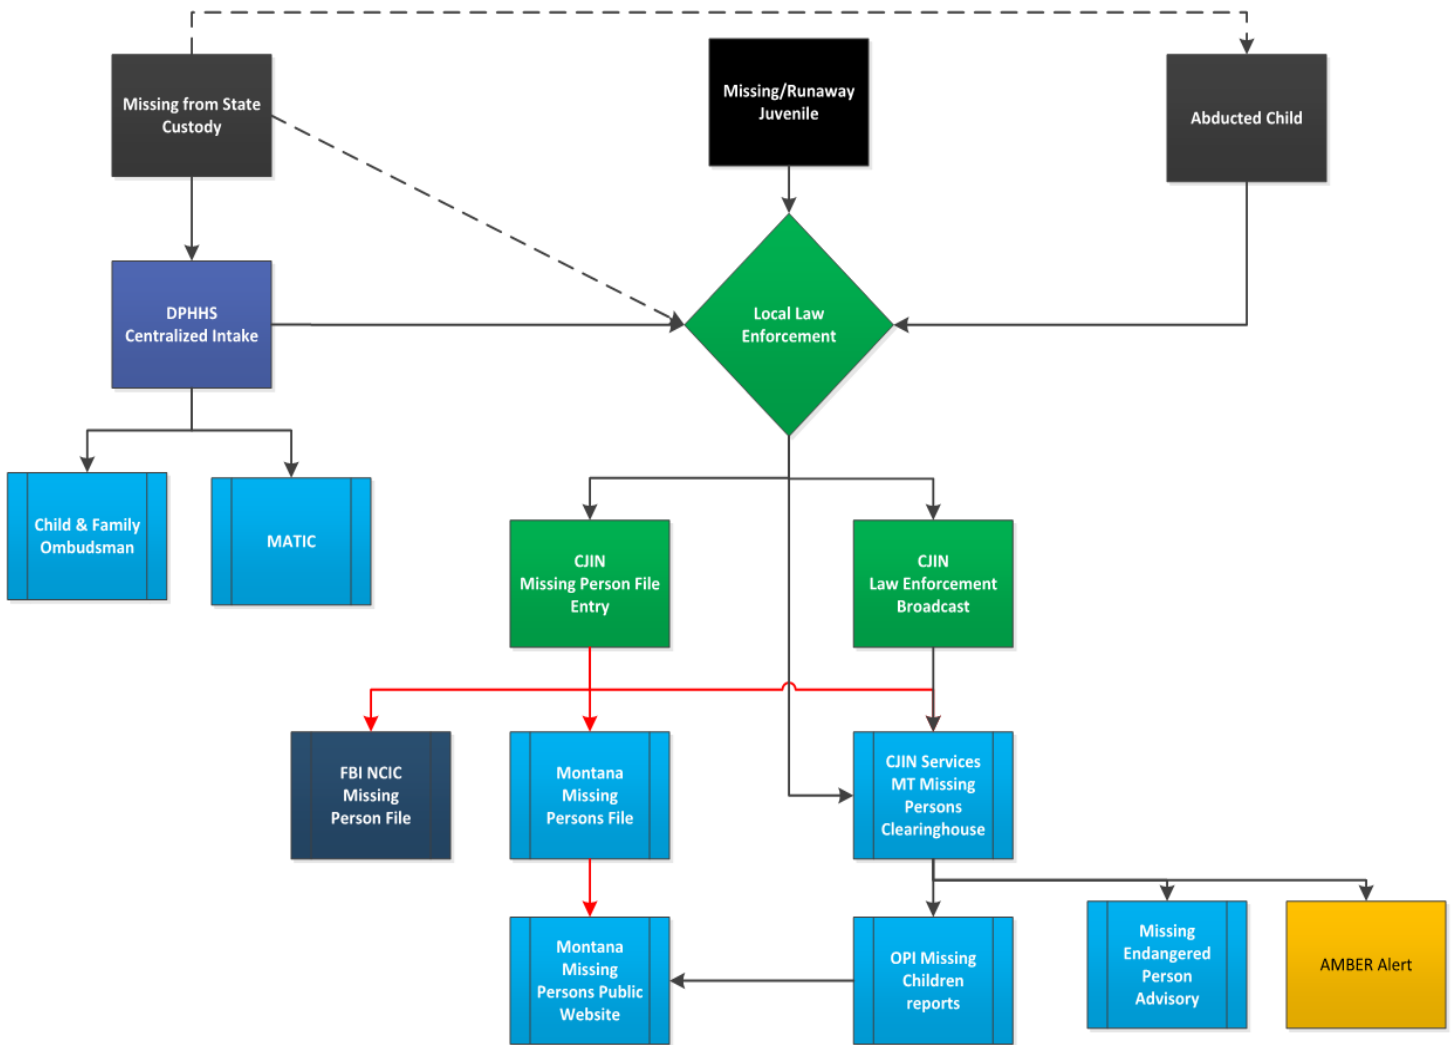 Missing from State
Custody
Missing/Runaway
Juvenile
Abducted Child
DPHHS
Centralized Intake
Local Law
Enforcement
Child & Family
Ombudsman
MATIC
CJIN
Missing Person File
Entry
CJIN
Law Enforcement
Broadcast
FBI NCIC
Missing
Person File
Montana
Missing
Persons File
CJIN Services
MT Missing
Persons
Clearinghouse
Montana
Missing
Persons Public
Website
OPI Missing
Children
reports
Missing
Endangered
Person
Advisory
AMBER Alert